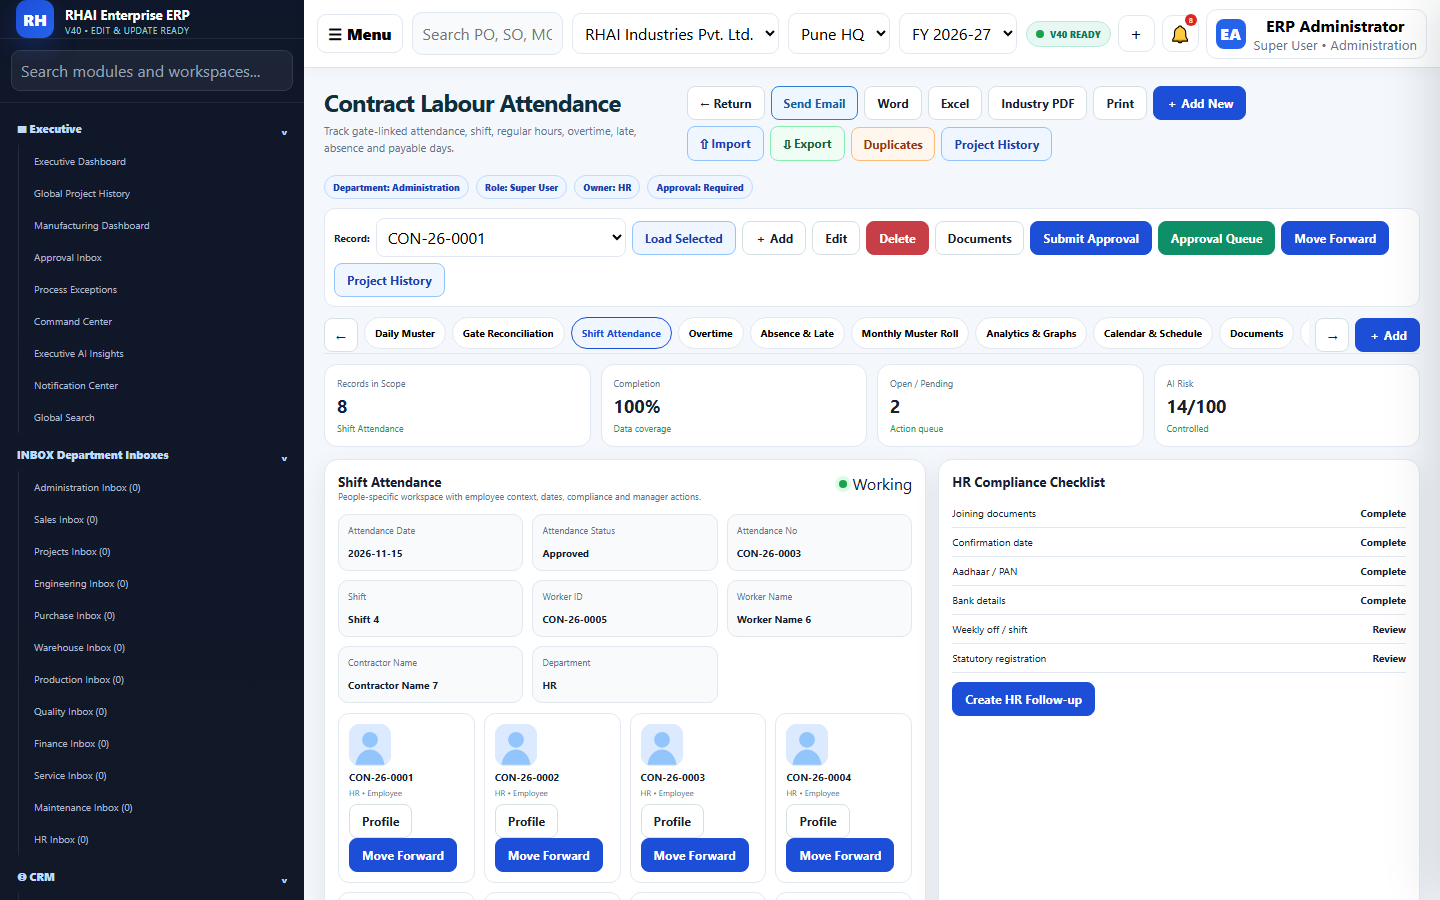 RH
RHAI Enterprise ERP
V40 • EDIT & UPDATE READY
Search modules and workspaces...
Executive
Executive Dashboard
Global Project History
Manufacturing Dashboard
Approval Inbox
Process Exceptions
Command Center
Executive AI Insights
Notification Center
Global Search
INBOX Department Inboxes
Administration Inbox (0)
Sales Inbox (0)
Projects Inbox (0)
Engineering Inbox (0)
Purchase Inbox (0)
Warehouse Inbox (0)
Production Inbox (0)
Quality Inbox (0)
Finance Inbox (0)
Service Inbox (0)
Maintenance Inbox (0)
HR Inbox (0)
CRM
☰ Menu
Search PO, SO, MO
RHAI Industries Pvt. Ltd.
Pune HQ
FY 2026-27
V40 READY
+
8
EA
ERP Administrator
Super User • Administration
Contract Labour Attendance
Track gate-linked attendance, shift, regular hours, overtime, late,
absence and payable days.
← Return
Send Email
Word
Excel
Industry PDF
Print
+ Add New
⇧ Import
⇩ Export
Duplicates
Project History
Department: Administration
Role: Super User
Owner: HR
Approval: Required
Record:
CON-26-0001
Load Selected
+ Add
Edit
Delete
Documents
Submit Approval
Approval Queue
Move Forward
Project History
←
Daily Muster
Gate Reconciliation
Shift Attendance
Overtime
Absence & Late
Monthly Muster Roll
Analytics & Graphs
Calendar & Schedule
Documents
→
+ Add
Records in Scope
8
Shift Attendance
Completion
100%
Data coverage
Open / Pending
2
Action queue
AI Risk
14/100
Controlled
Shift Attendance
People-specific workspace with employee context, dates, compliance and manager actions.
Working
Attendance Date
2026-11-15
Attendance Status
Approved
Attendance No
CON-26-0003
Shift
Shift 4
Worker ID
CON-26-0005
Worker Name
Worker Name 6
Contractor Name
Contractor Name 7
Department
HR
CON-26-0001
HR • Employee
Profile
Move Forward
CON-26-0002
HR • Employee
Profile
Move Forward
CON-26-0003
HR • Employee
Profile
Move Forward
CON-26-0004
HR • Employee
Profile
Move Forward
HR Compliance Checklist
Joining documents Complete
Confirmation date Complete
Aadhaar / PAN Complete
Bank details Complete
Weekly off / shift Review
Statutory registration Review
Create HR Follow-up